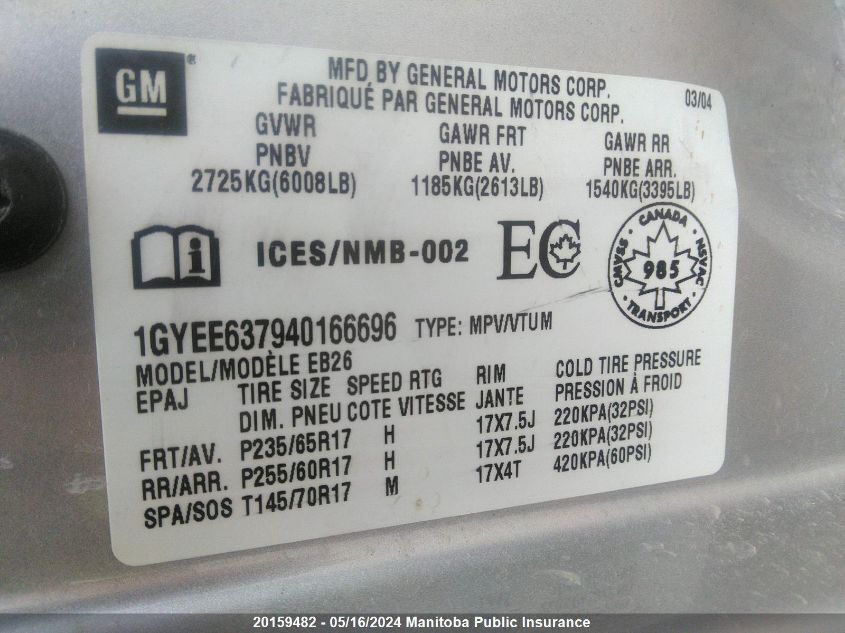 GM
MFD BY GENERAL MOTORS CORP.
FABRIQUÉ PAR GENERAL MOTORS CORP.
03/04
GVWR GAWR FRT GAWR RR
PNBV PNBE AV. PNBE ARR.
2725KG(6008LB) 1185KG(2613LB) 1540KG(3395LB)
ICES/NMB-002 EC
CANADA
CMVSS 985 NSVAC
TRANSPORT
1GYEE637940166696 TYPE: MPV/VTUM
MODEL/MODÈLE EB26
EPAJ TIRE SIZE SPEED RTG RIM COLD TIRE PRESSURE
DIM. PNEU COTE VITESSE JANTE PRESSION À FROID
FRT/AV. P235/65R17 H 17X7.5J 220KPA(32PSI)
RR/ARR. P255/60R17 H 17X7.5J 220KPA(32PSI)
SPA/SOS T145/70R17 M 17X4T 420KPA(60PSI)
20159482 - 05/16/2024 Manitoba Public Insurance